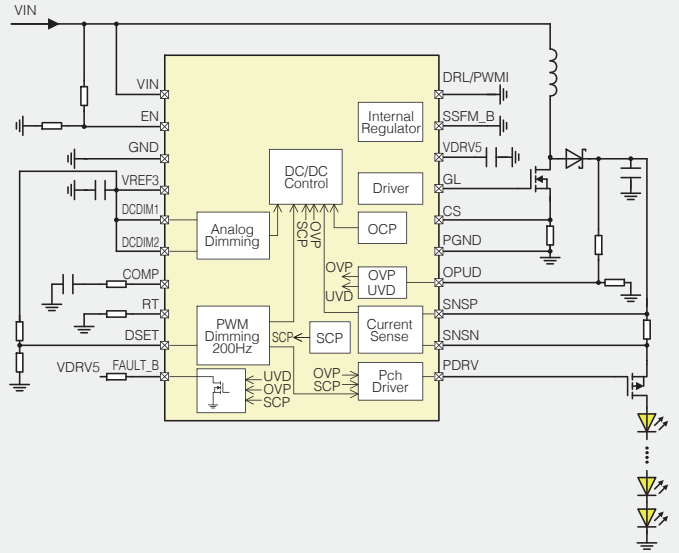 VIN
VIN
EN
GND
VREF3
DCDIM1
DCDIM2
COMP
RT
DSET
VDRV5
FAULT_B
DRL/PWMI
SSFM_B
VDRV5
GL
CS
PGND
OPUD
SNSP
SNSN
PDRV
Internal
Regulator
DC/DC
Control
Driver
OCP
Analog
Dimming
SCP
OVP
OVP
UVD
OVP
UVD
PWM
Dimming
200Hz
SCP
SCP
Current
Sense
UVD
OVP
SCP
OVP
SCP
Pch
Driver